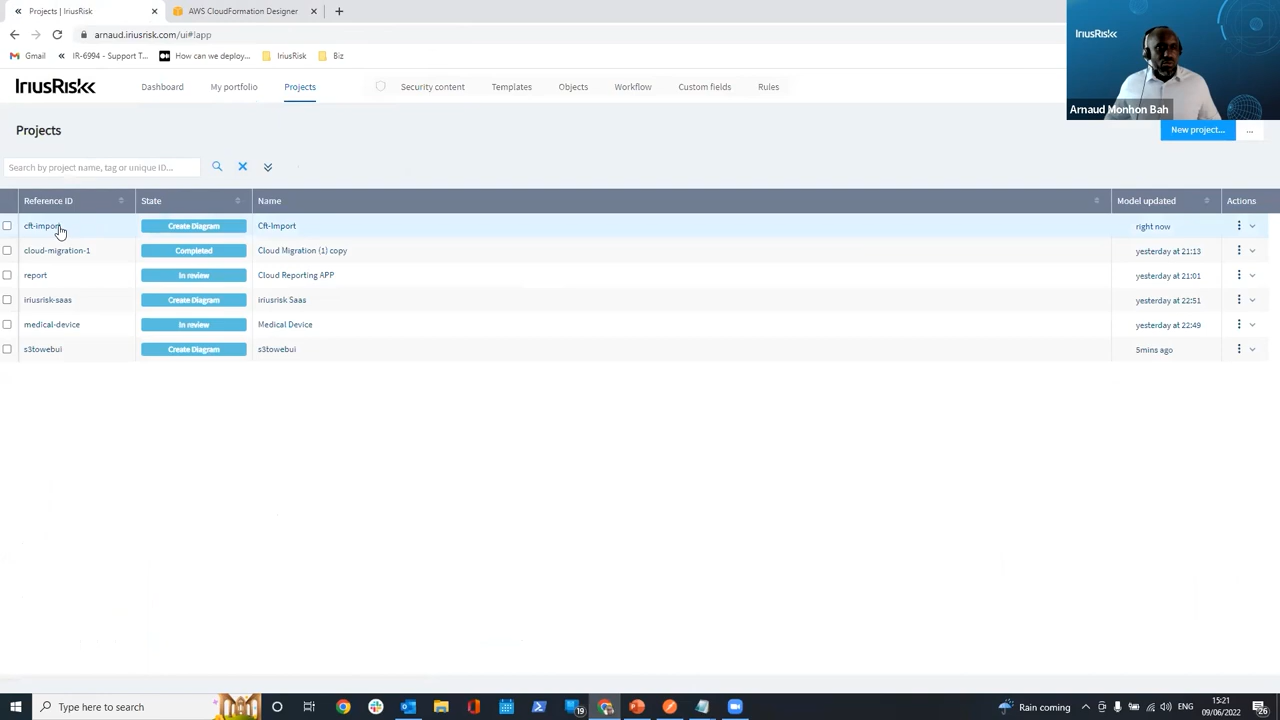 Projects | IriusRisk
AWS CloudFormation Designer
arnaud.iriusrisk.com/ui#!app
Gmail
IR-6994 - Support T...
How can we deploy...
IriusRisk
Biz
IriusRisk
Dashboard
My portfolio
Projects
Security content
Templates
Objects
Workflow
Custom fields
Rules
IriusRisk
Arnaud Monhon Bah
Projects
New project...
...
Search by project name, tag or unique ID...
Reference ID
State
Name
Model updated
Actions
cft-import
Create Diagram
Cft-Import
right now
cloud-migration-1
Completed
Cloud Migration (1) copy
yesterday at 21:13
report
In review
Cloud Reporting APP
yesterday at 21:01
iriusrisk-saas
Create Diagram
iriusrisk Saas
yesterday at 22:51
medical-device
In review
Medical Device
yesterday at 22:49
s3towebui
Create Diagram
s3towebui
5mins ago
Type here to search
19
Rain coming
ENG
15:21
09/06/2022
26